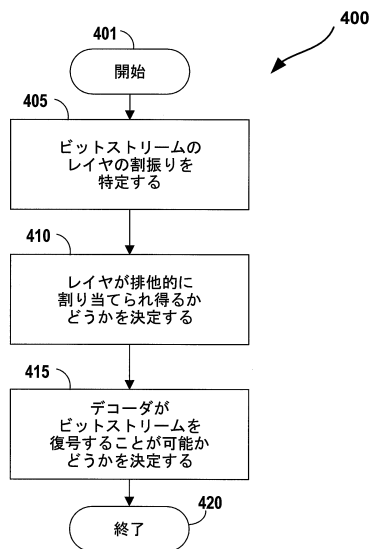 400
401
開始
405
ビットストリームの
レイヤの割振りを
特定する
410
レイヤが排他的に
割り当てられ得るか
どうかを決定する
415
デコーダが
ビットストリームを
復号することが可能か
どうかを決定する
420
終了